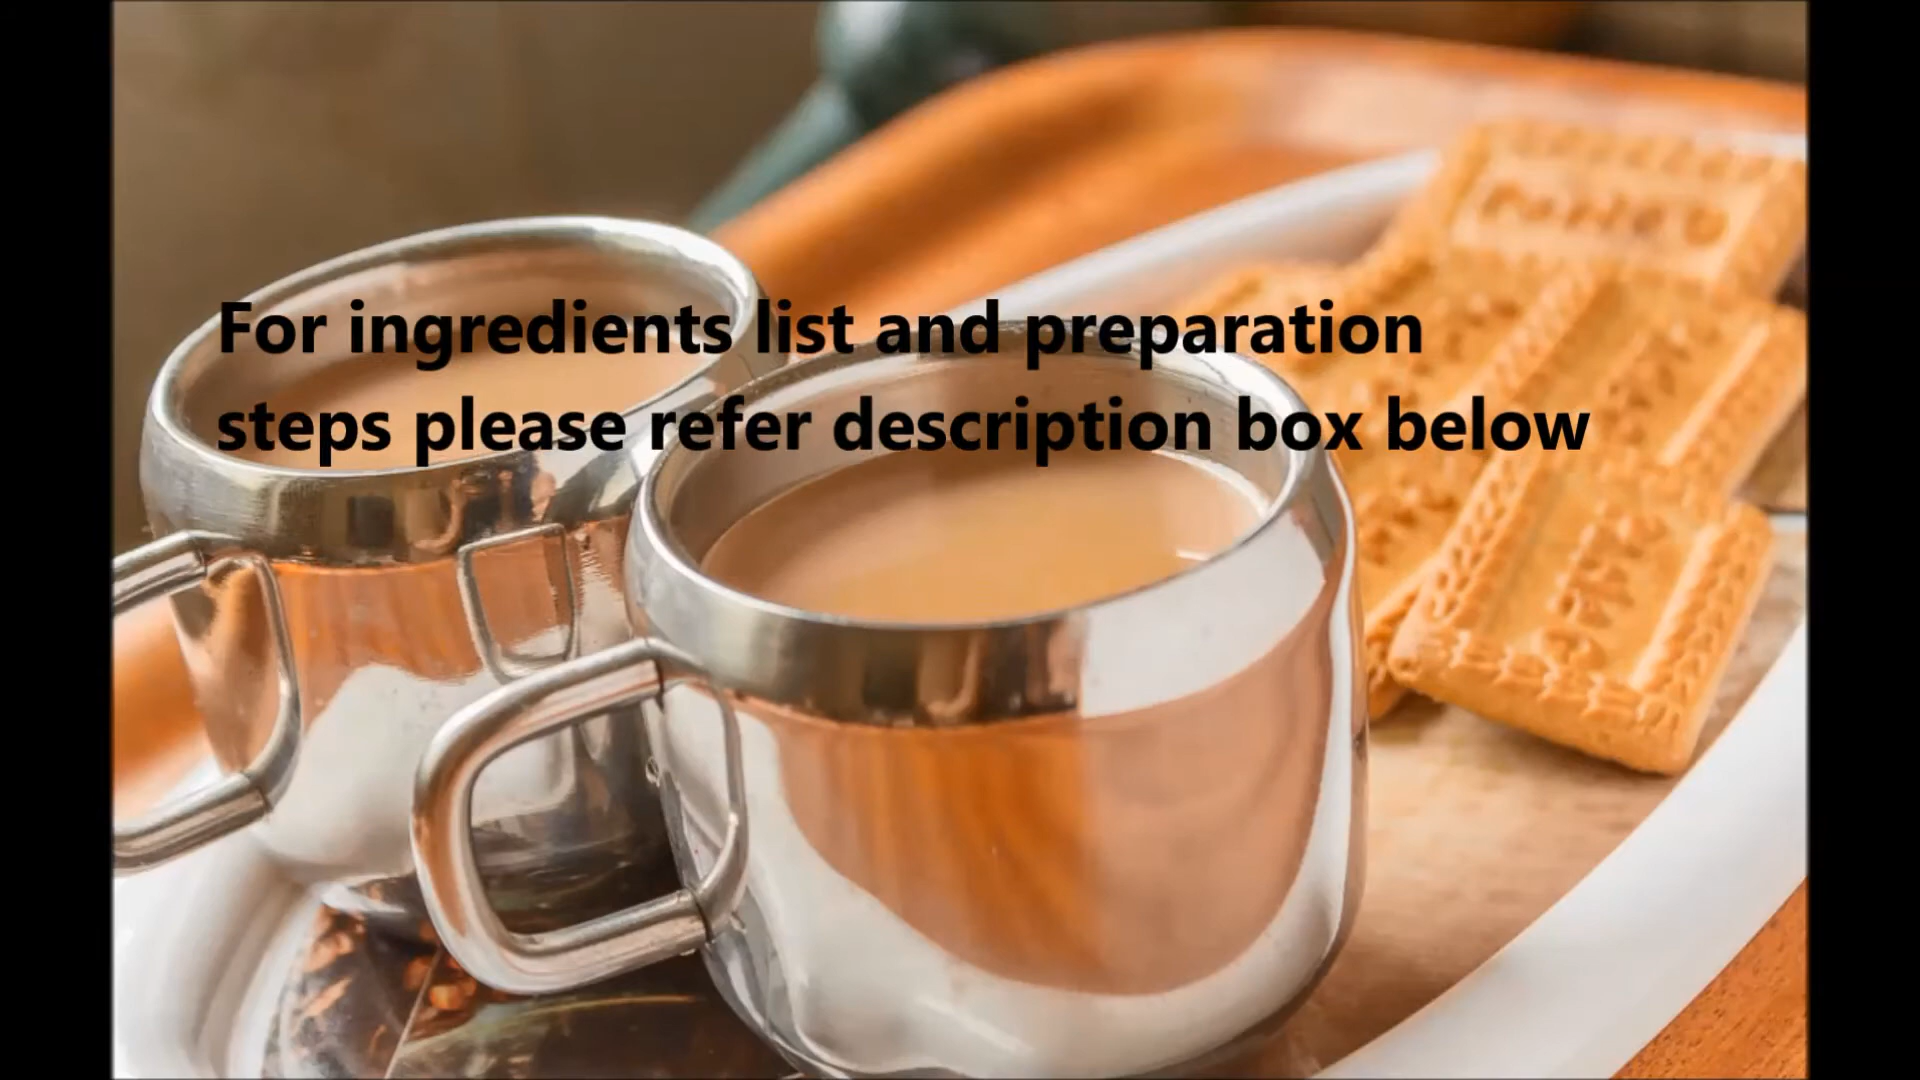 For ingredients list and preparation
steps please refer description box below